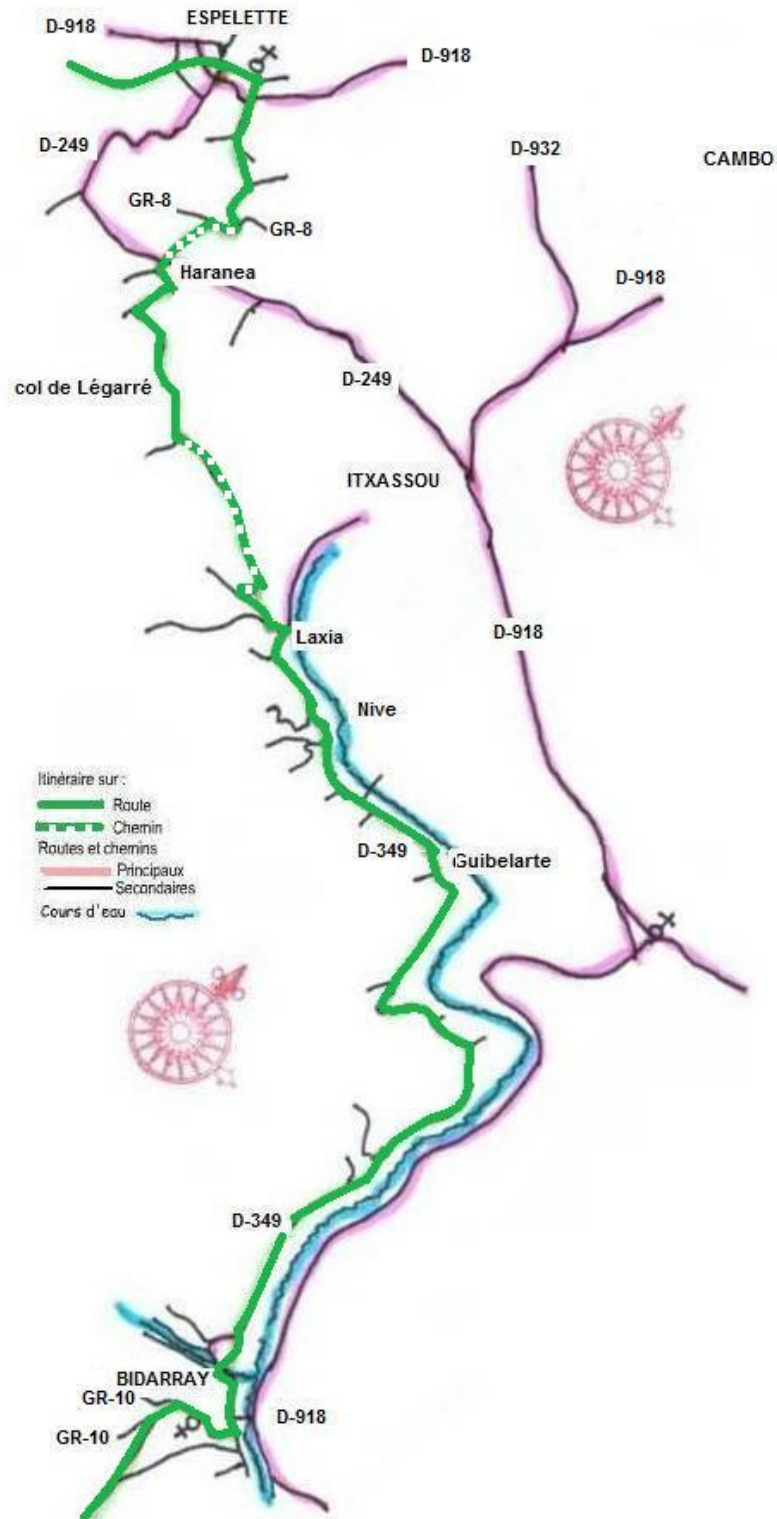 ESPELETTE
D-918
D-918
D-249
D-932
CAMBO
GR-8
GR-8
Haranea
D-918
D-249
col de Légarré
ITXASSOU
D-918
Laxia
Nive
Itinéraire sur :
Route
Chemin
Routes et chemins
Principaux
Secondaires
Cours d'eau
D-349
Guibelarte
D-349
BIDARRAY
GR-10
D-918
GR-10